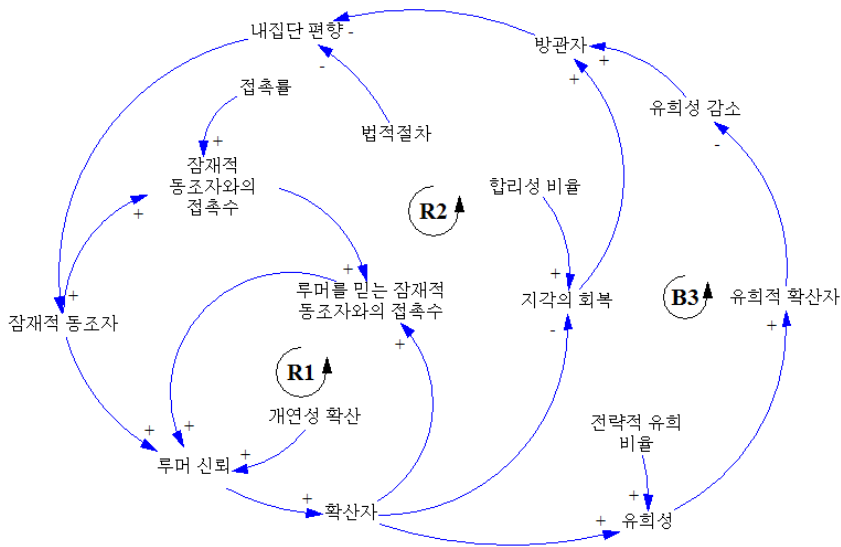 내집단 편향
-
-
방관자
+
+
접촉률
+
유희성 감소
-
법적절차
잠재적
동조자와의
접촉수
+
합리성 비율
R2
+
루머를 믿는 잠재적
동조자와의 접촉수
+
+
지각의 회복
+
-
B3
유희적 확산자
+
잠재적 동조자
+
R1
개연성 확산
전략적 유희
비율
루머 신뢰
+
+
+
확산자
+
유희성
+
+